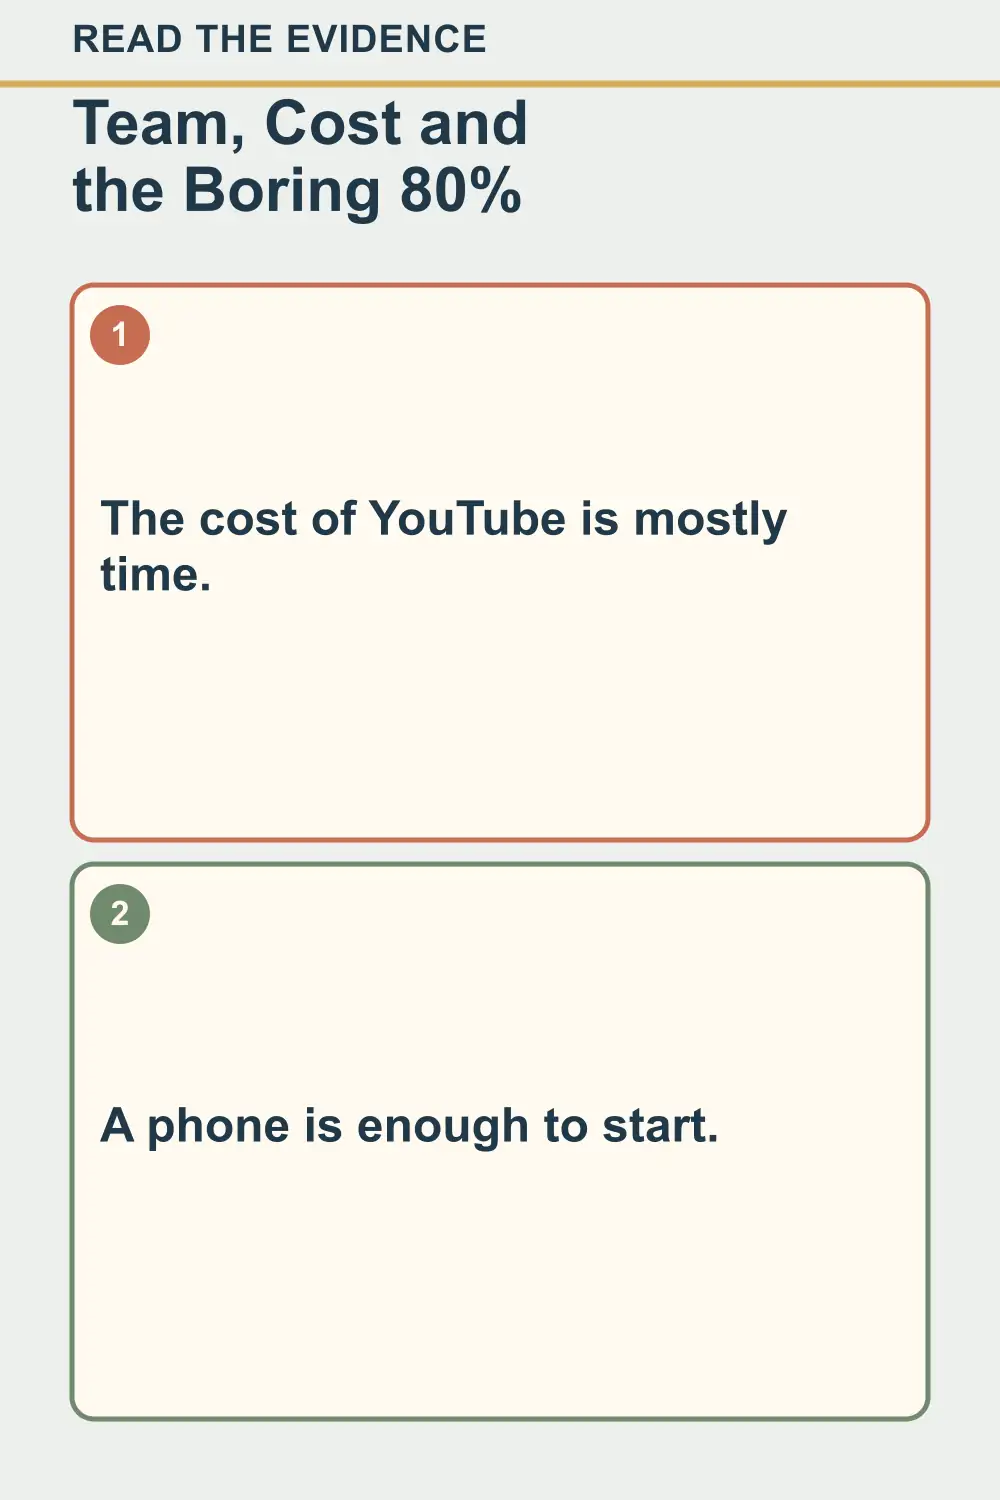 READ THE EVIDENCE
Team, Cost and
the Boring 80%
1
The cost of YouTube is mostly
time.
2
A phone is enough to start.